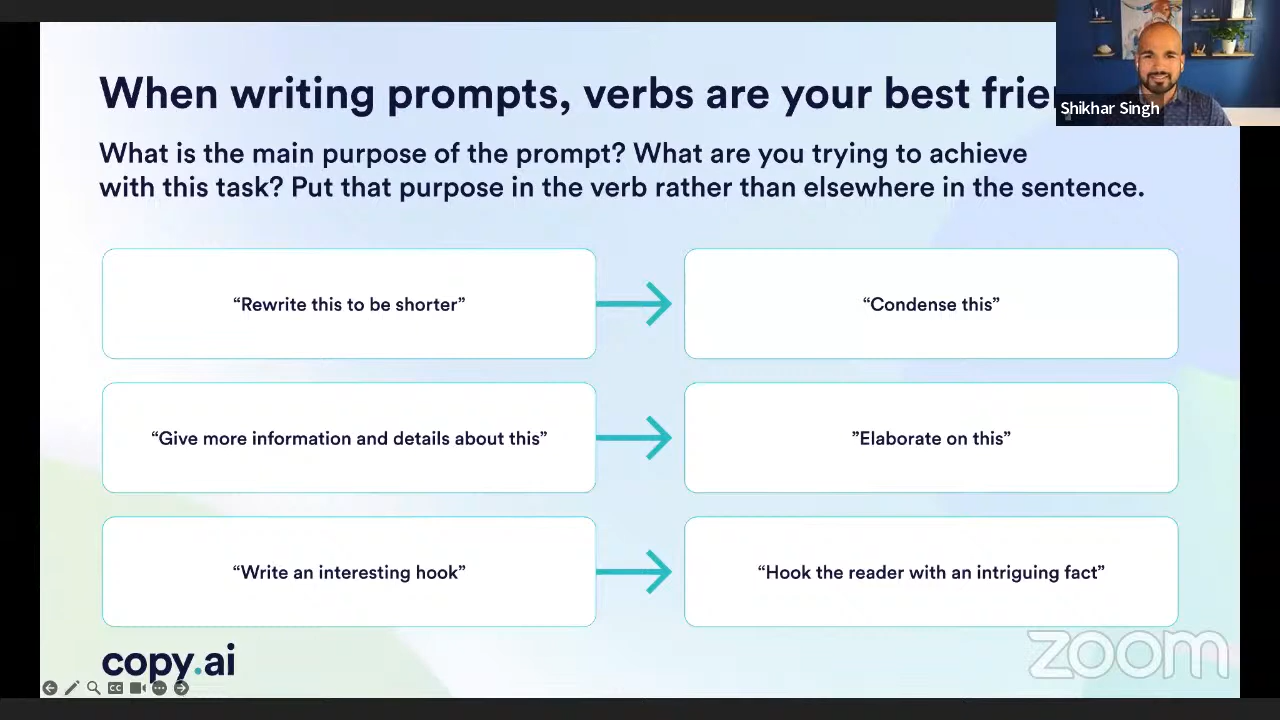 When writing prompts, verbs are your best frie
Shikhar Singh
What is the main purpose of the prompt? What are you trying to achieve
with this task? Put that purpose in the verb rather than elsewhere in the sentence.
“Rewrite this to be shorter”
“Condense this”
“Give more information and details about this”
”Elaborate on this”
“Write an interesting hook”
“Hook the reader with an intriguing fact”
copy.ai
zoom
CC